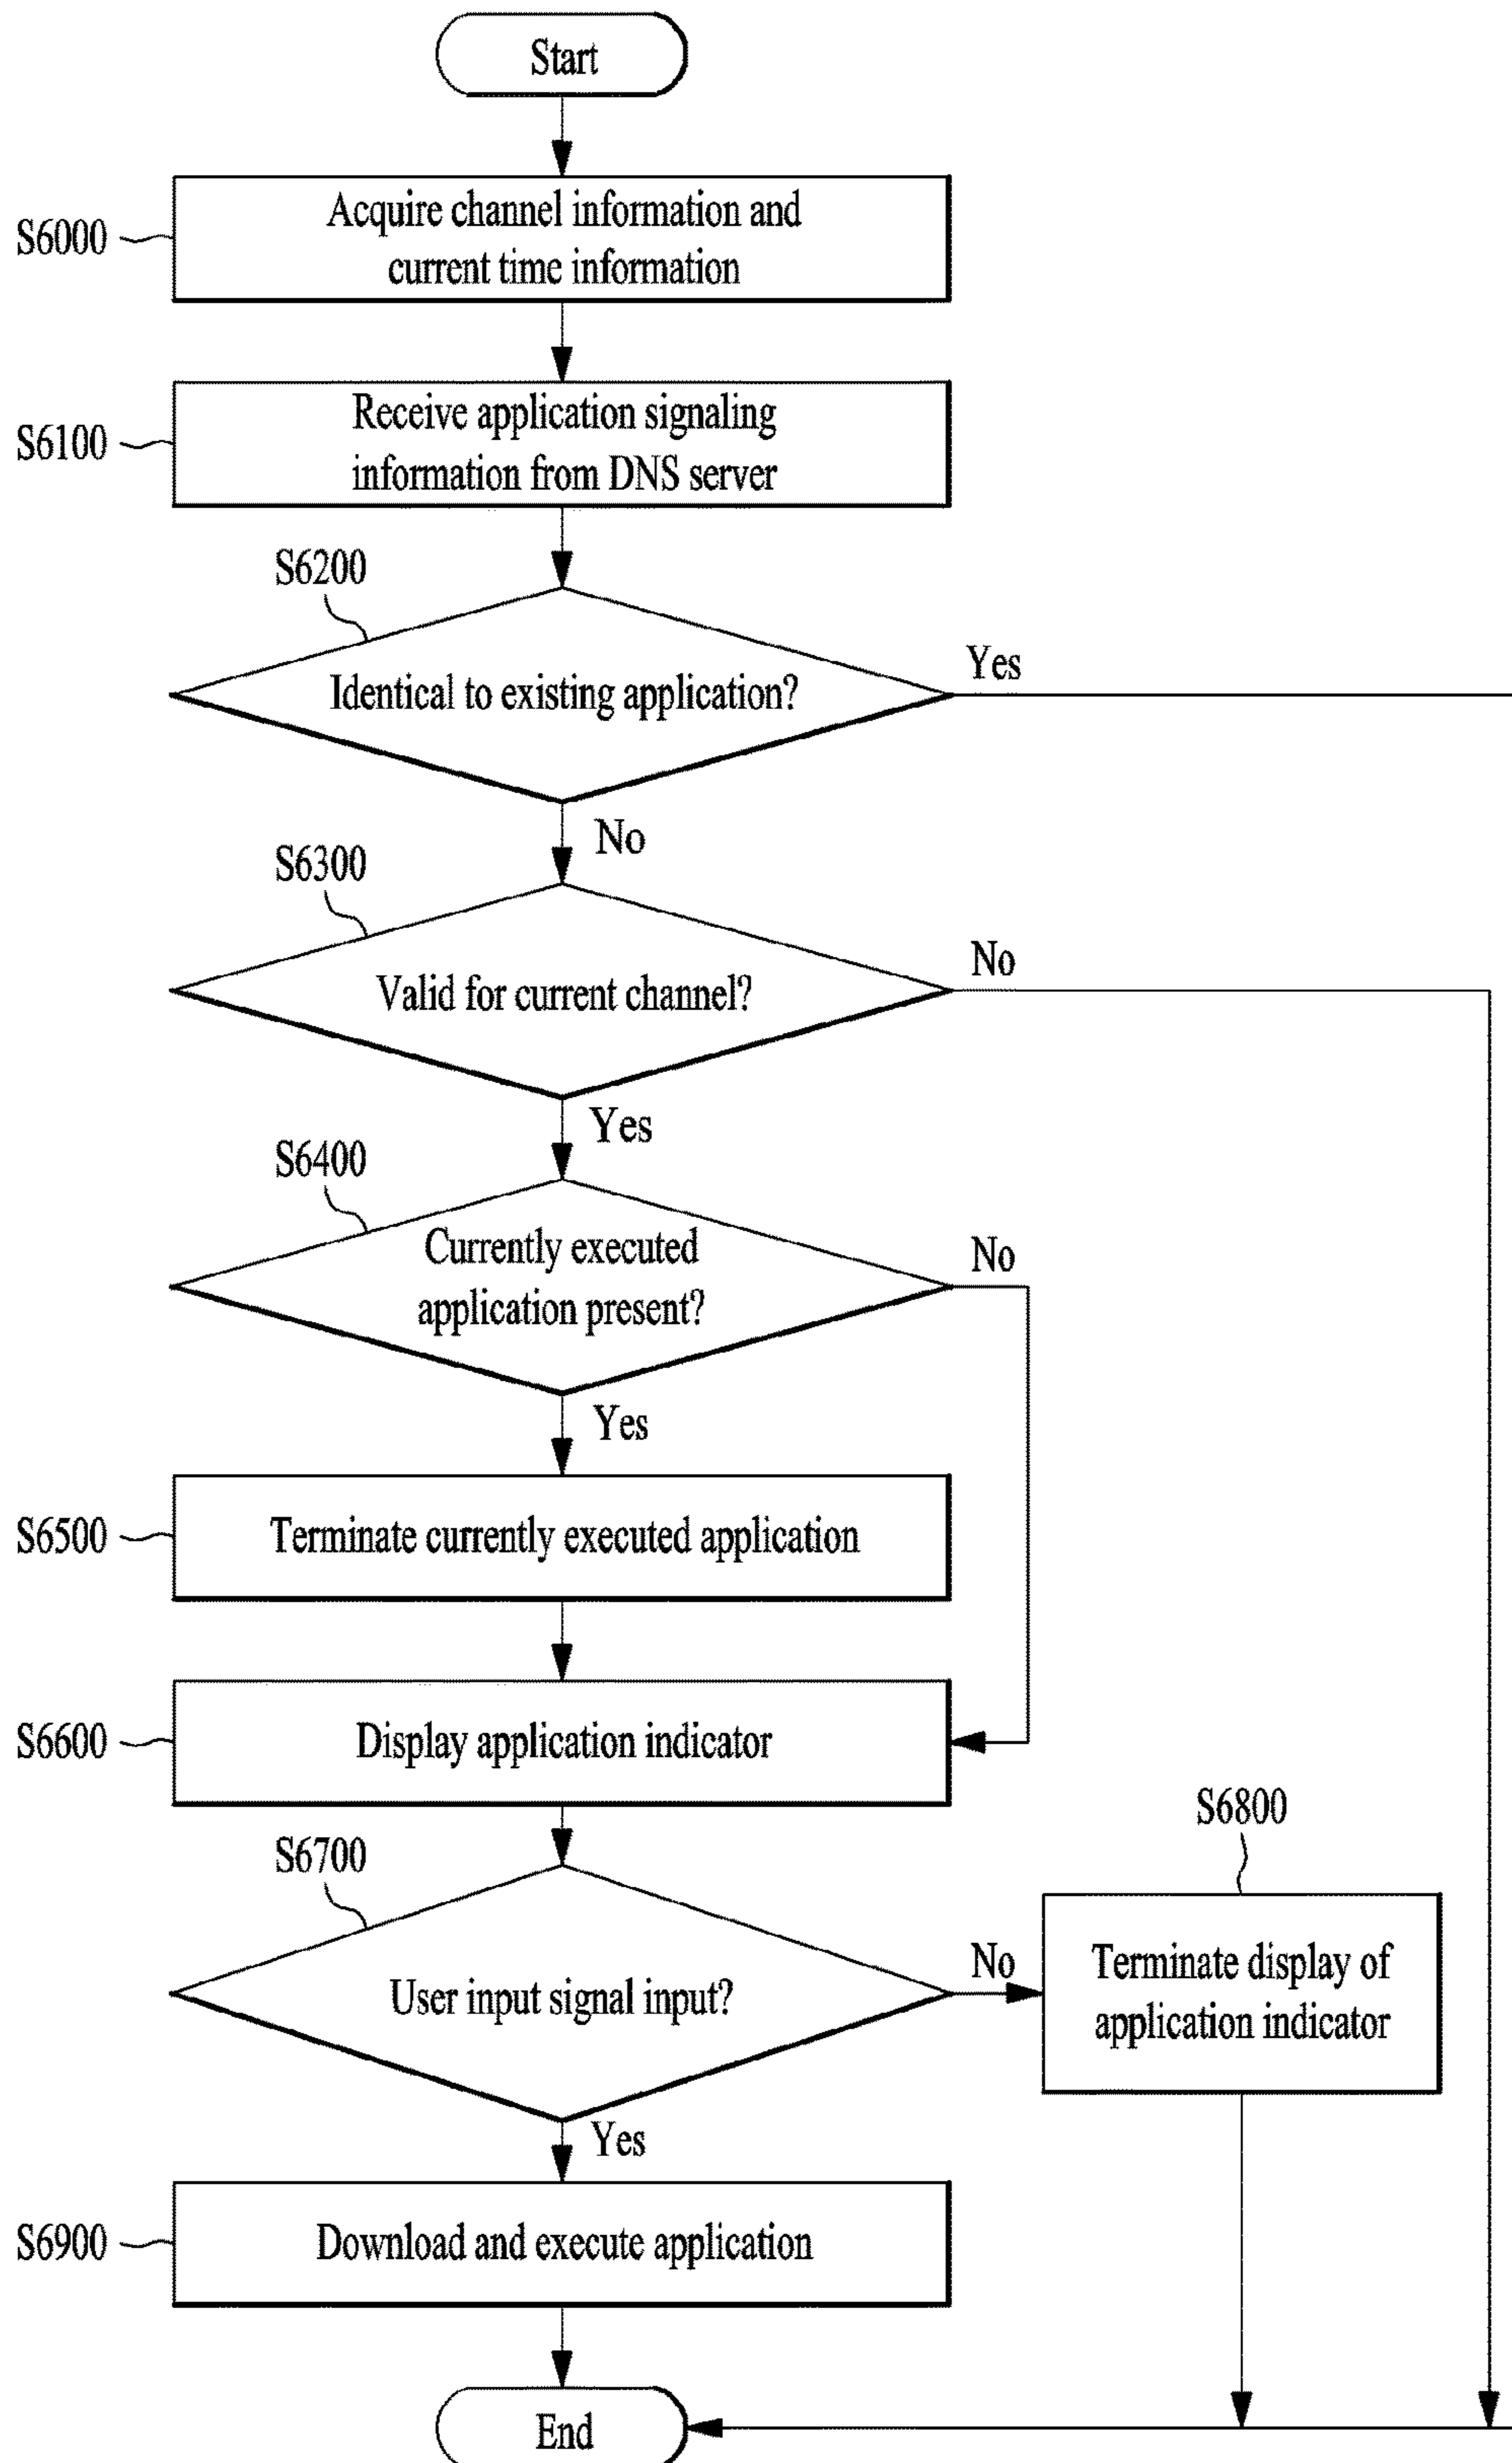 Start
S6000
Acquire channel information and
current time information
S6100
Receive application signaling
information from DNS server
S6200
Identical to existing application?
Yes
No
S6300
Valid for current channel?
No
Yes
S6400
Currently executed
application present?
No
Yes
S6500
Terminate currently executed application
S6600
Display application indicator
S6700
User input signal input?
No
S6800
Terminate display of
application indicator
Yes
S6900
Download and execute application
End